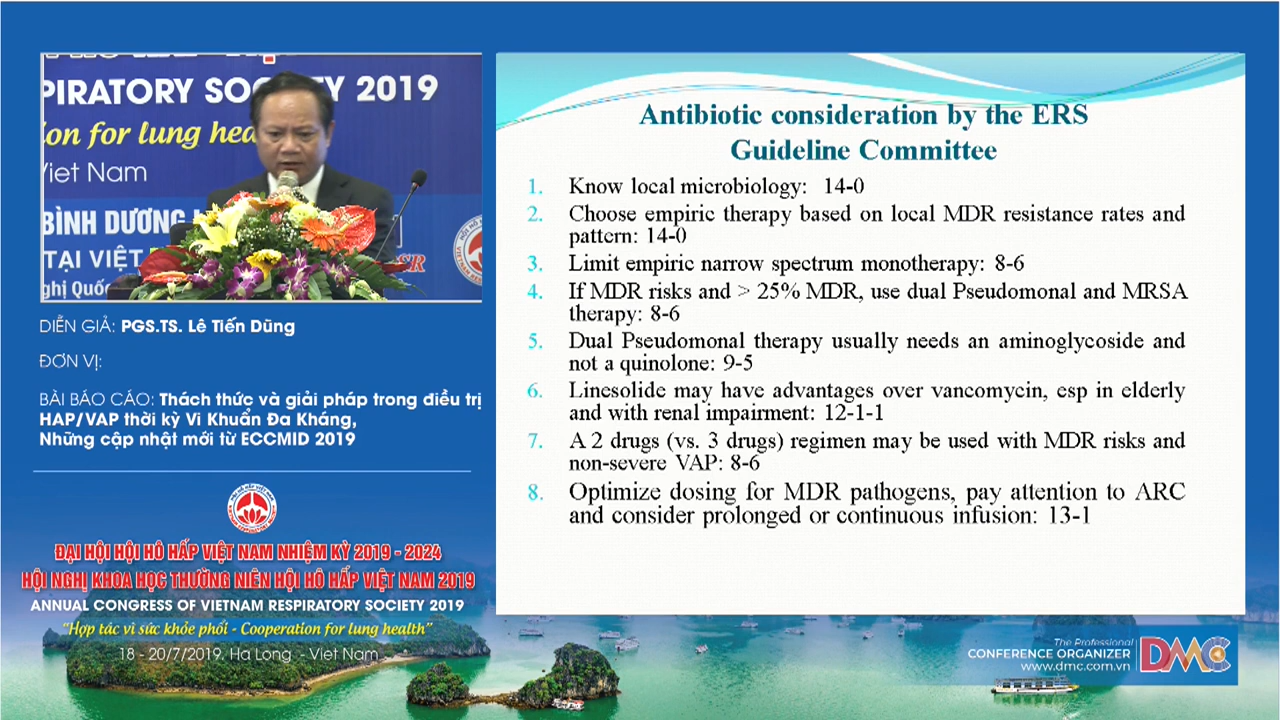 PIRATORY SO Y 2019
ion for lung hea
Viet Nam
BÌNH DƯƠNG
TẠI VIỆT
SR
ghị Quốc
DIỄN GIẢ: PGS.TS. Lê Tiến Dũng
ĐƠN VỊ:
BÀI BÁO CÁO: Thách thức và giải pháp trong điều trị
HAP/VAP thời kỳ Vi Khuẩn Đa Kháng,
Những cập nhật mới từ ECCMID 2019
ĐẠI HỘI HỘI HÔ HẤP VIỆT NAM NHIỆM KỲ 2019 - 2024
HỘI NGHỊ KHOA HỌC THƯỜNG NIÊN HỘI HÔ HẤP VIỆT NAM 2019
ANNUAL CONGRESS OF VIETNAM RESPIRATORY SOCIETY 2019
"Hợp tác vì sức khỏe phổi - Cooperation for lung health"
18 - 20/7/2019. Ha Long - Viet Nam
Antibiotic consideration by the ERS
Guideline Committee
1. Know local microbiology: 14-0
2. Choose empiric therapy based on local MDR resistance rates and
pattern: 14-0
3. Limit empiric narrow spectrum monotherapy: 8-6
4. If MDR risks and > 25% MDR, use dual Pseudomonal and MRSA
therapy: 8-6
5. Dual Pseudomonal therapy usually needs an aminoglycoside and
not a quinolone: 9-5
6. Linesolide may have advantages over vancomycin, esp in elderly
and with renal impairment: 12-1-1
7. A 2 drugs (vs. 3 drugs) regimen may be used with MDR risks and
non-severe VAP: 8-6
8. Optimize dosing for MDR pathogens, pay attention to ARC
and consider prolonged or continuous infusion: 13-1
The Professional
CONFERENCE ORGANIZER
www.dmc.com.vn
DMC